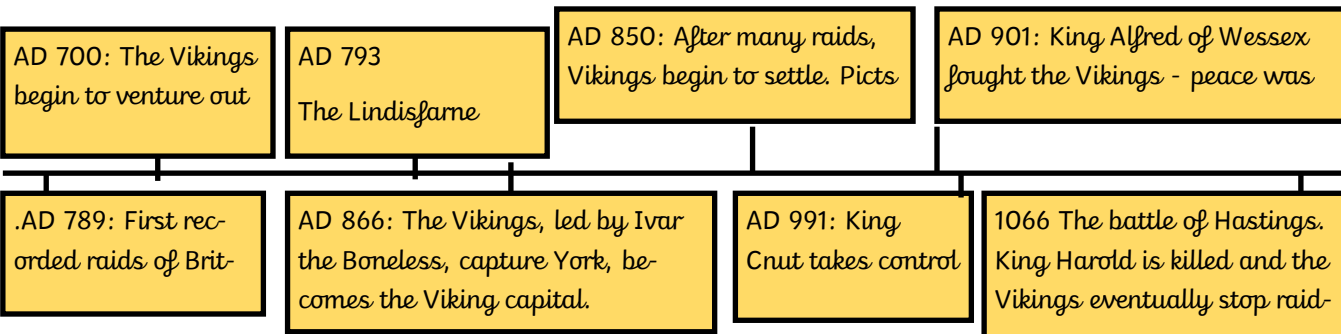 AD 700: The Vikings
begin to venture out
AD 793
The Lindisfarne
AD 850: After many raids,
Vikings begin to settle. Picts
AD 901: King Alfred of Wessex
fought the Vikings - peace was
.AD 789: First rec-
orded raids of Brit-
AD 866: The Vikings, led by Ivar
the Boneless, capture York, be-
comes the Viking capital.
AD 991: King
Cnut takes control
1066 The battle of Hastings.
King Harold is killed and the
Vikings eventually stop raid-